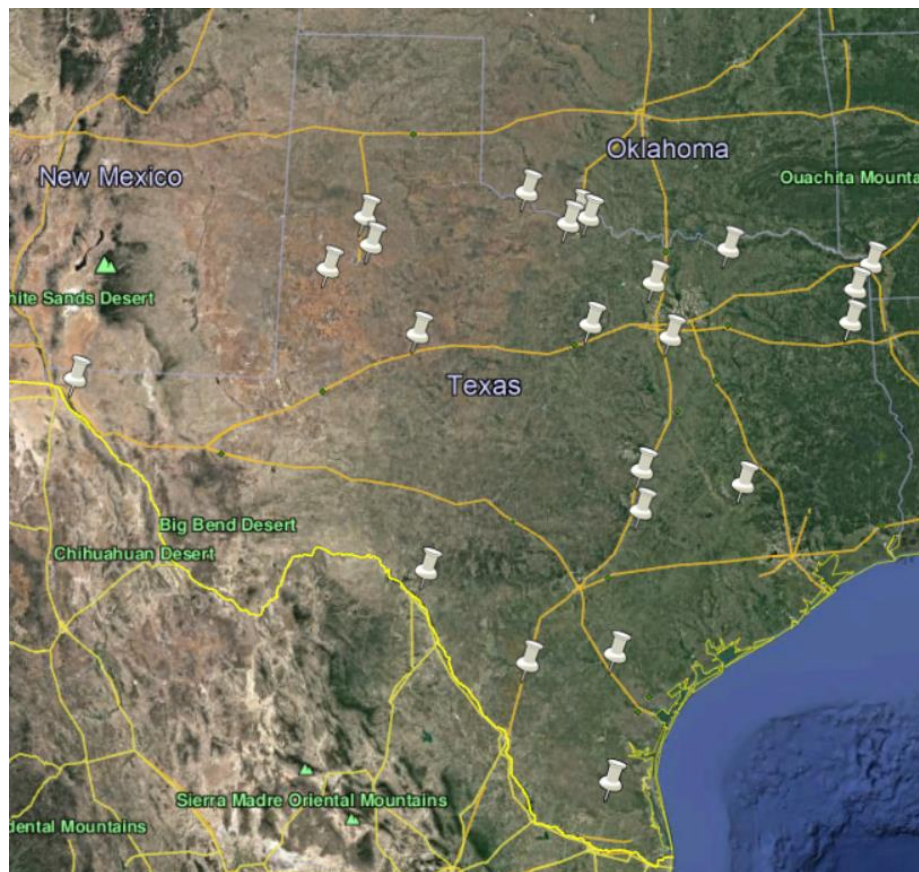 Oklahoma
New Mexico
Ouachita Mounta
hite Sands Desert
Texas
Big Bend Desert
Chihuahuan Desert
Sierra Madre Oriental Mountains
dental Mountains